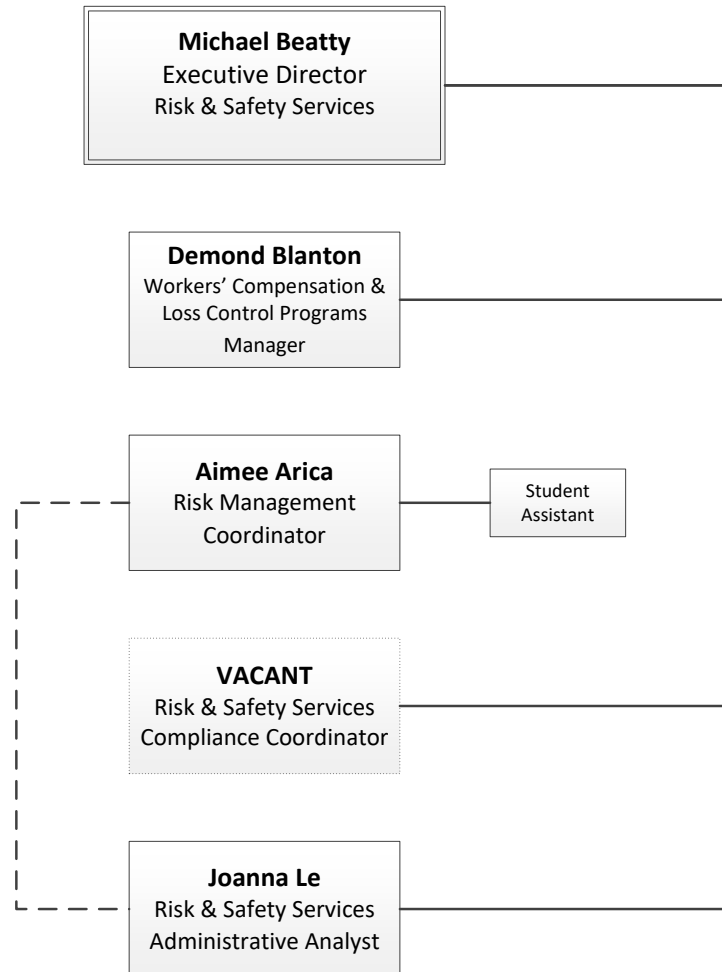 Michael Beatty
Executive Director
Risk & Safety Services
Demond Blanton
Workers’ Compensation &
Loss Control Programs
Manager
Aimee Arica
Risk Management
Coordinator
Student
Assistant
VACANT
Risk & Safety Services
Compliance Coordinator
Joanna Le
Risk & Safety Services
Administrative Analyst